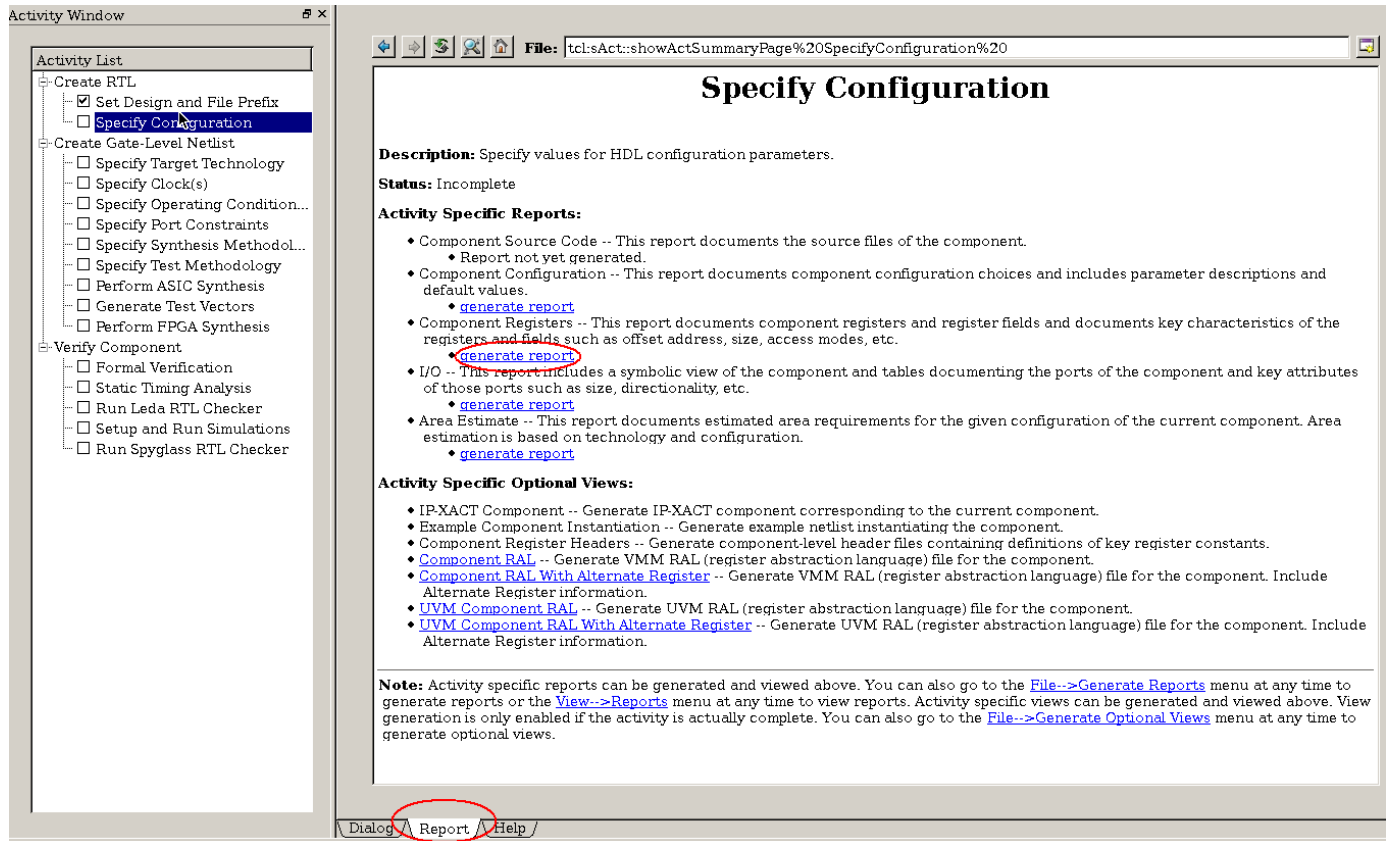 Activity Window
Activity List
Create RTL
Set Design and File Prefix
Specify Configuration
Create Gate-Level Netlist
Specify Target Technology
Specify Clock(s)
Specify Operating Condition...
Specify Port Constraints
Specify Synthesis Methodol...
Specify Test Methodology
Perform ASIC Synthesis
Generate Test Vectors
Perform FPGA Synthesis
Verify Component
Formal Verification
Static Timing Analysis
Run Leda RTL Checker
Setup and Run Simulations
Run Spyglass RTL Checker
File: tcl:sAct::showActSummaryPage%20SpecifyConfiguration%20
Specify Configuration
Description: Specify values for HDL configuration parameters.
Status: Incomplete
Activity Specific Reports:
Component Source Code -- This report documents the source files of the component.
Report not yet generated.
Component Configuration -- This report documents component configuration choices and includes parameter descriptions and
default values.
generate report
Component Registers -- This report documents component registers and register fields and documents key characteristics of the
registers and fields such as offset address, size, access modes, etc.
generate report
I/O -- This report includes a symbolic view of the component and tables documenting the ports of the component and key attributes
of those ports such as size, directionality, etc.
generate report
Area Estimate -- This report documents estimated area requirements for the given configuration of the current component. Area
estimation is based on technology and configuration.
generate report
Activity Specific Optional Views:
IP-XACT Component -- Generate IP-XACT component corresponding to the current component.
Example Component Instantiation -- Generate example netlist instantiating the component.
Component Register Headers -- Generate component-level header files containing definitions of key register constants.
Component RAL -- Generate VMM RAL (register abstraction language) file for the component.
Component RAL With Alternate Register -- Generate VMM RAL (register abstraction language) file for the component. Include
Alternate Register information.
UVM Component RAL -- Generate UVM RAL (register abstraction language) file for the component.
UVM Component RAL With Alternate Register -- Generate UVM RAL (register abstraction language) file for the component. Include
Alternate Register information.
Note: Activity specific reports can be generated and viewed above. You can also go to the File-->Generate Reports menu at any time to
generate reports or the View-->Reports menu at any time to view reports. Activity specific views can be generated and viewed above. View
generation is only enabled if the activity is actually complete. You can also go to the File-->Generate Optional Views menu at any time to
generate optional views.
Dialog Report Help